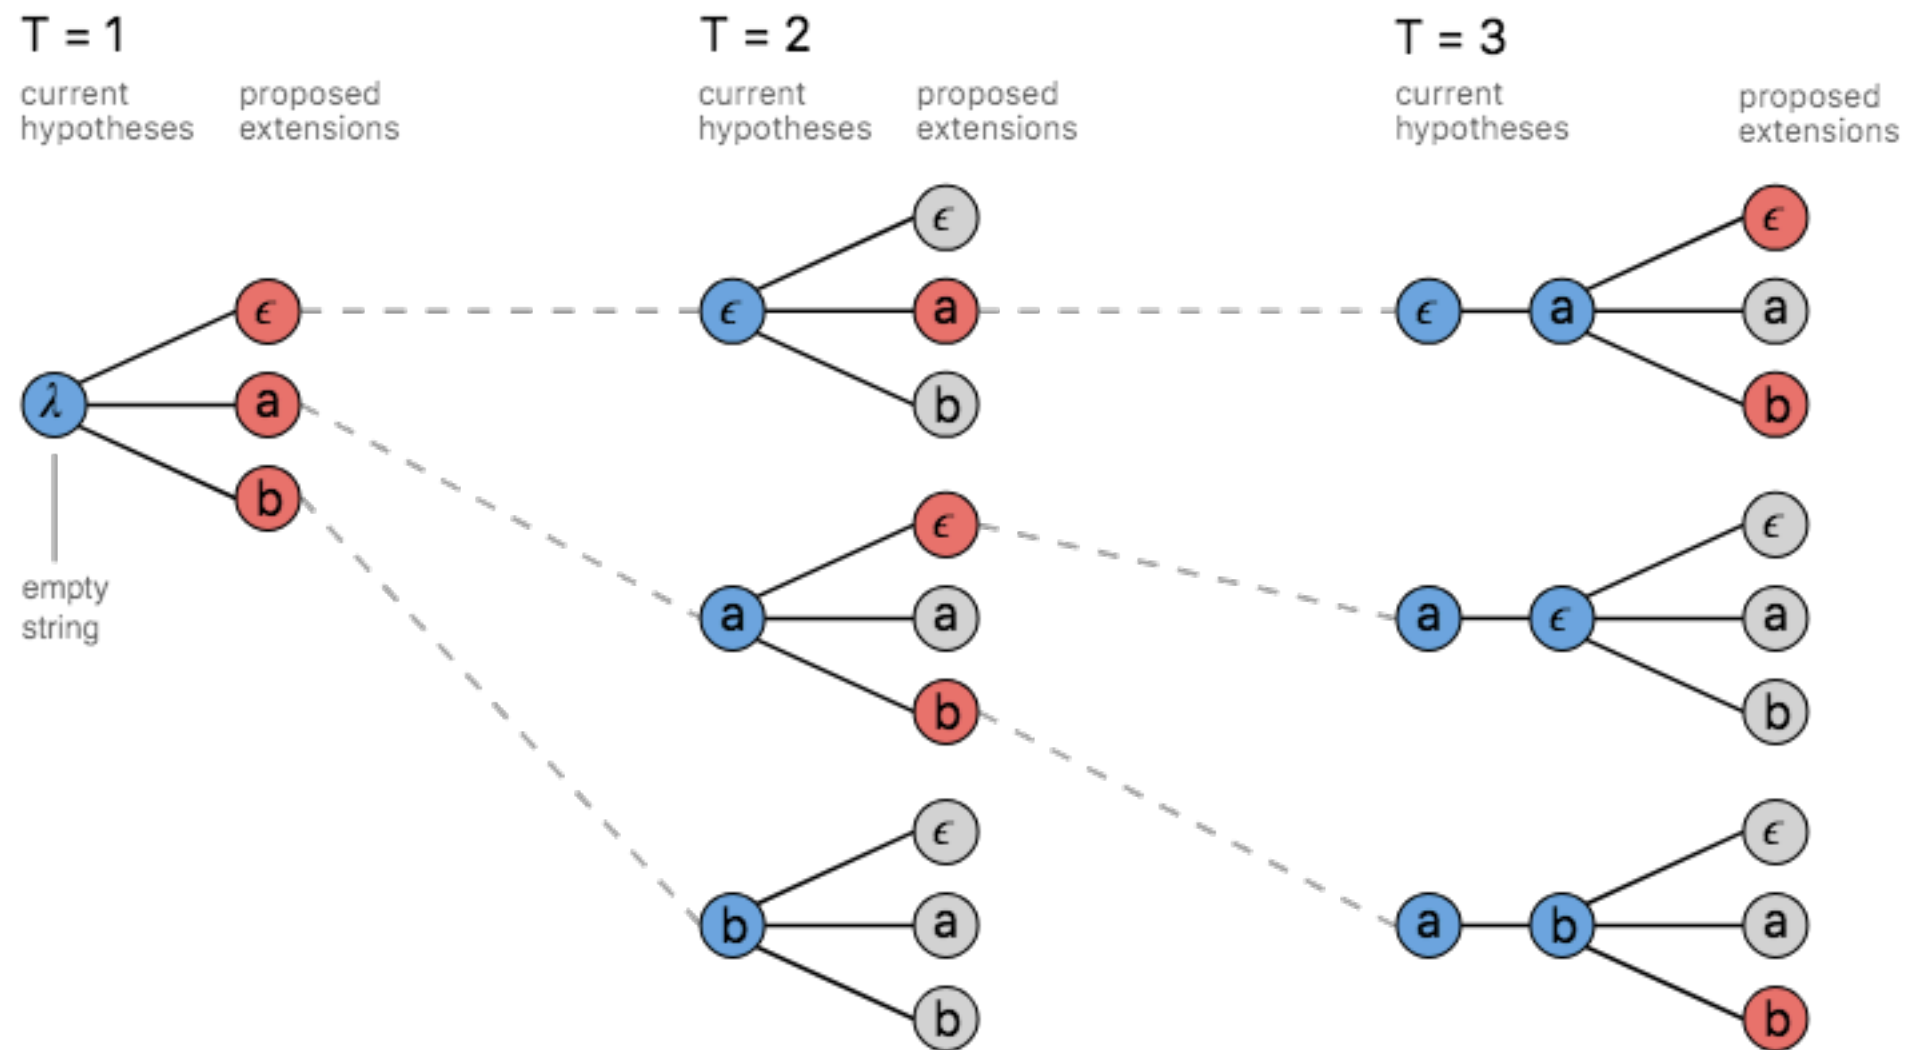 T = 1
T = 2
T = 3
current hypotheses
proposed extensions
current hypotheses
proposed extensions
current hypotheses
proposed extensions
ϵ
ϵ
ϵ
ϵ
ϵ
a
ϵ
a
a
λ
a
b
b
b
ϵ
ϵ
empty string
a
a
a
ϵ
a
b
b
ϵ
ϵ
b
a
a
b
a
b
b